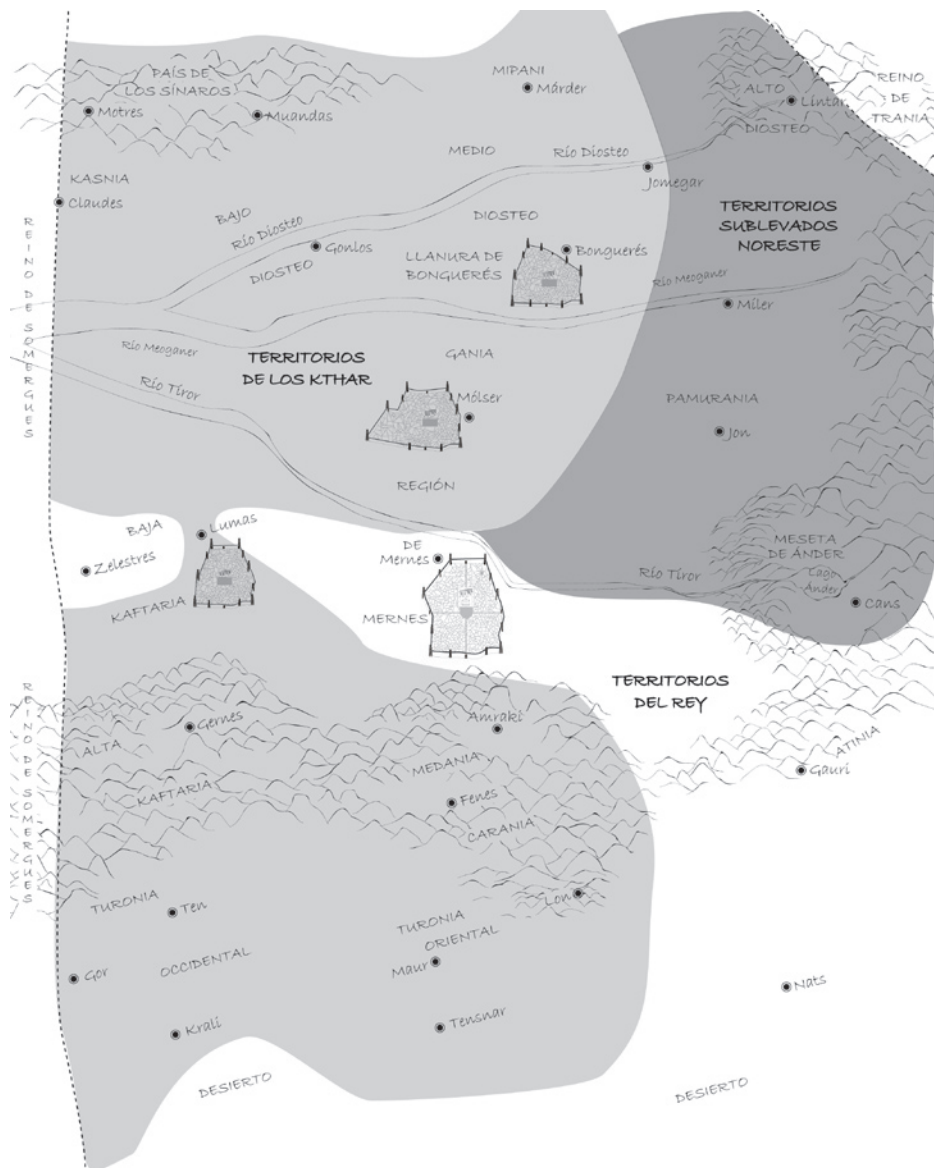 PAÍS DE
LOS SÍNAROS
Motres
Muandas
MIPANI
Márder
ALTO
Líntar
DIOSTEO
REINO
DE
TRANIA
MEDIO
Río Diosteo
Jomegar
KASNIA
Claudes
BAJO
Río Diosteo
DIOSTEO
Gonlos
DIOSTEO
LLANURA DE
BONGUERÉS
Bonguerés
TERRITORIOS
SUBLEVADOS
NORESTE
REINO DE SOMERGUES
Río Meoganer
Míler
Río Meoganer
TERRITORIOS
DE LOS KTHAR
GANIA
Río Tíror
Mólser
PAMURANIA
Jon
REGIÓN
BAJA
Lumas
Zelestres
KAFTARIA
DE
Mernes
MERNES
MESETA
DE ÁNDER
Río Tíror
Lago
Ánder
Cans
TERRITORIOS
DEL REY
REINO DE SOMERGUES
Gernes
ALTA
KAFTARIA
Amraki
MEDANIA
Fenes
CARANIA
ATINIA
Gauri
TURONIA
Ten
OCCIDENTAL
Gor
Krali
Lon
TURONIA
ORIENTAL
Maur
Tensnar
Nats
DESIERTO
DESIERTO